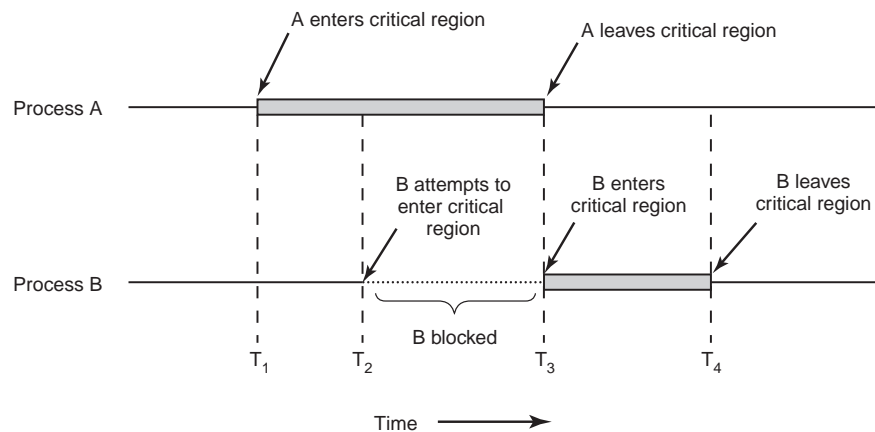 A enters critical region
A leaves critical region
Process A
B attempts to
enter critical
region
B enters
critical region
B leaves
critical region
Process B
B blocked
T1
T2
T3
T4
Time